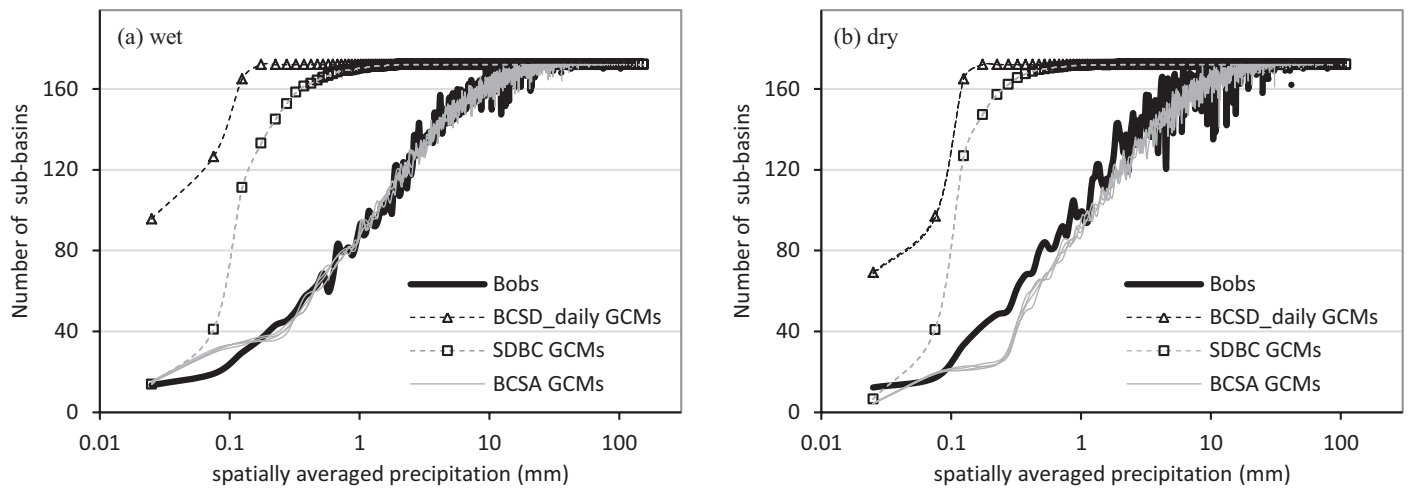 (a) wet
Number of sub-basins
160
120
80
40
0
0.01
0.1
1
10
100
spatially averaged precipitation (mm)
Bobs
BCSD_daily GCMs
SDBC GCMs
BCSA GCMs
(b) dry
Number of sub-basins
160
120
80
40
0
0.01
0.1
1
10
100
spatially averaged precipitation (mm)
Bobs
BCSD_daily GCMs
SDBC GCMs
BCSA GCMs